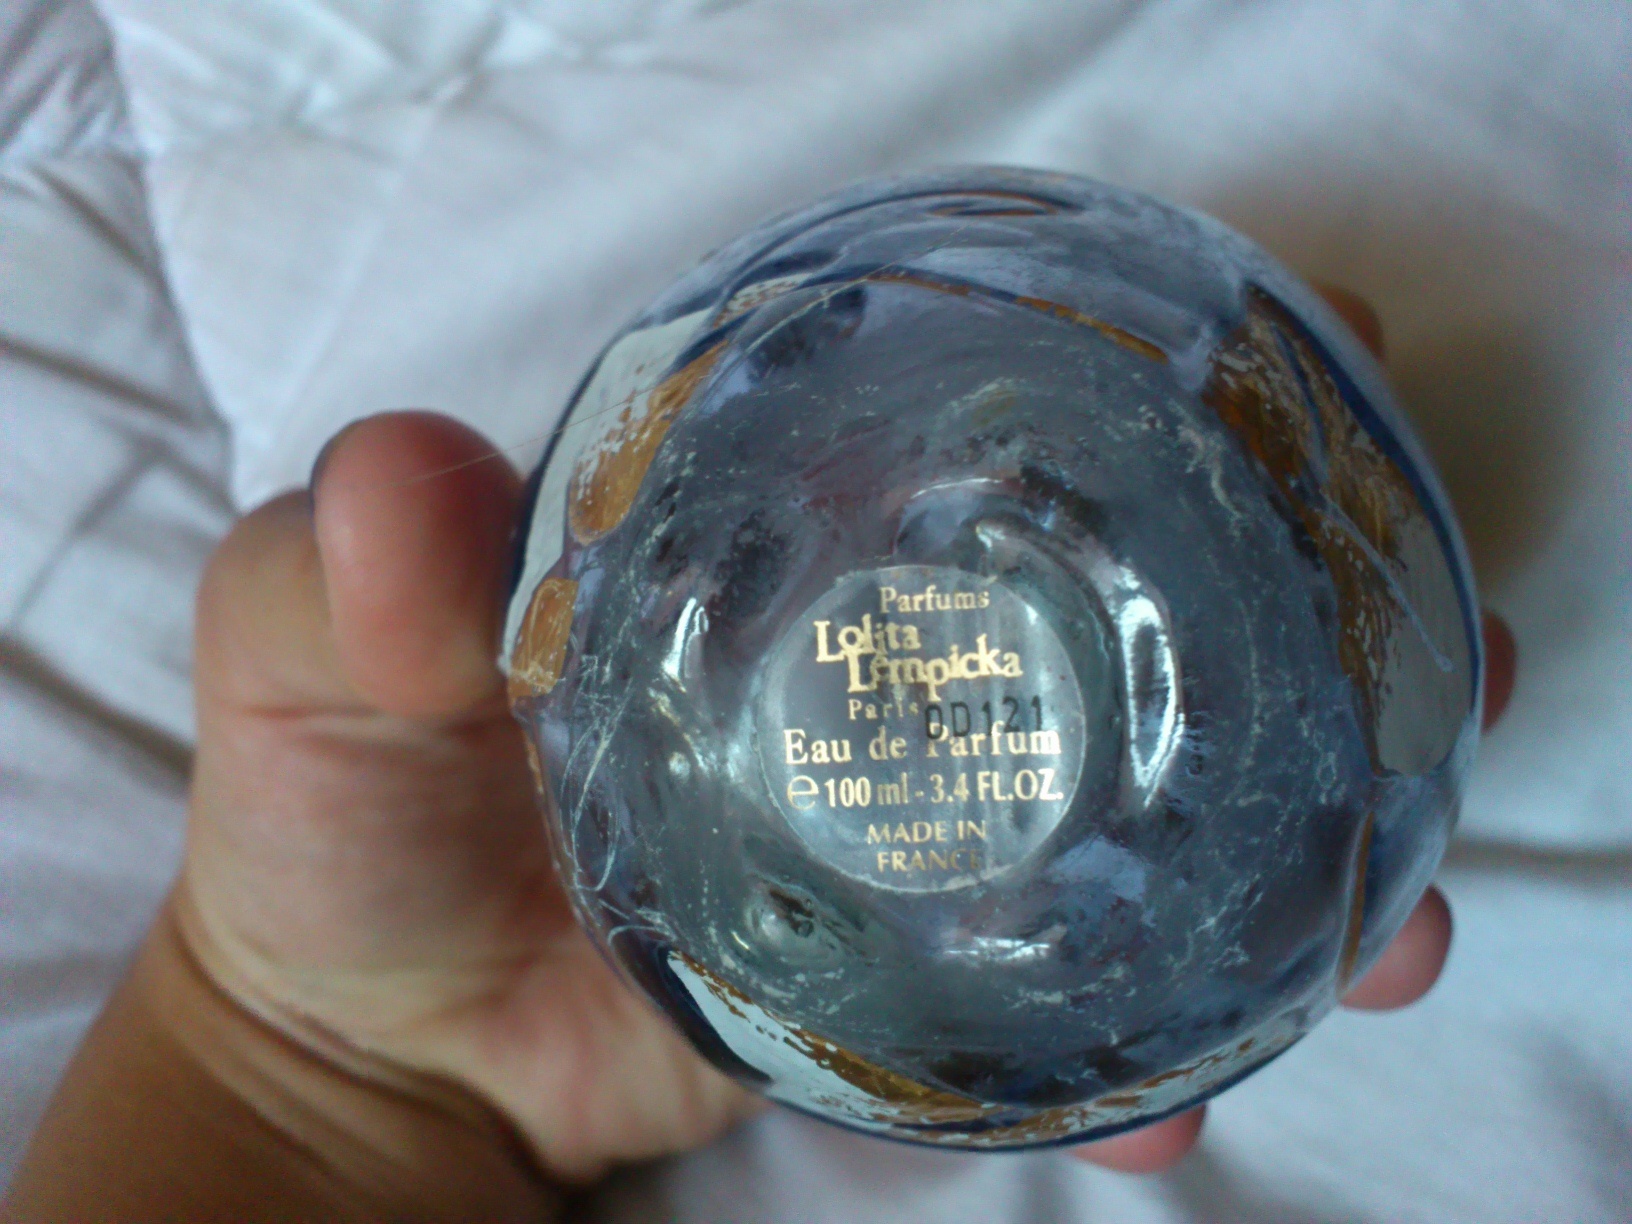 Parfums
Lolita
Lempicka
Paris
0D121
Eau de Parfum
℮ 100 ml - 3.4 FL.OZ.
MADE IN
FRANCE